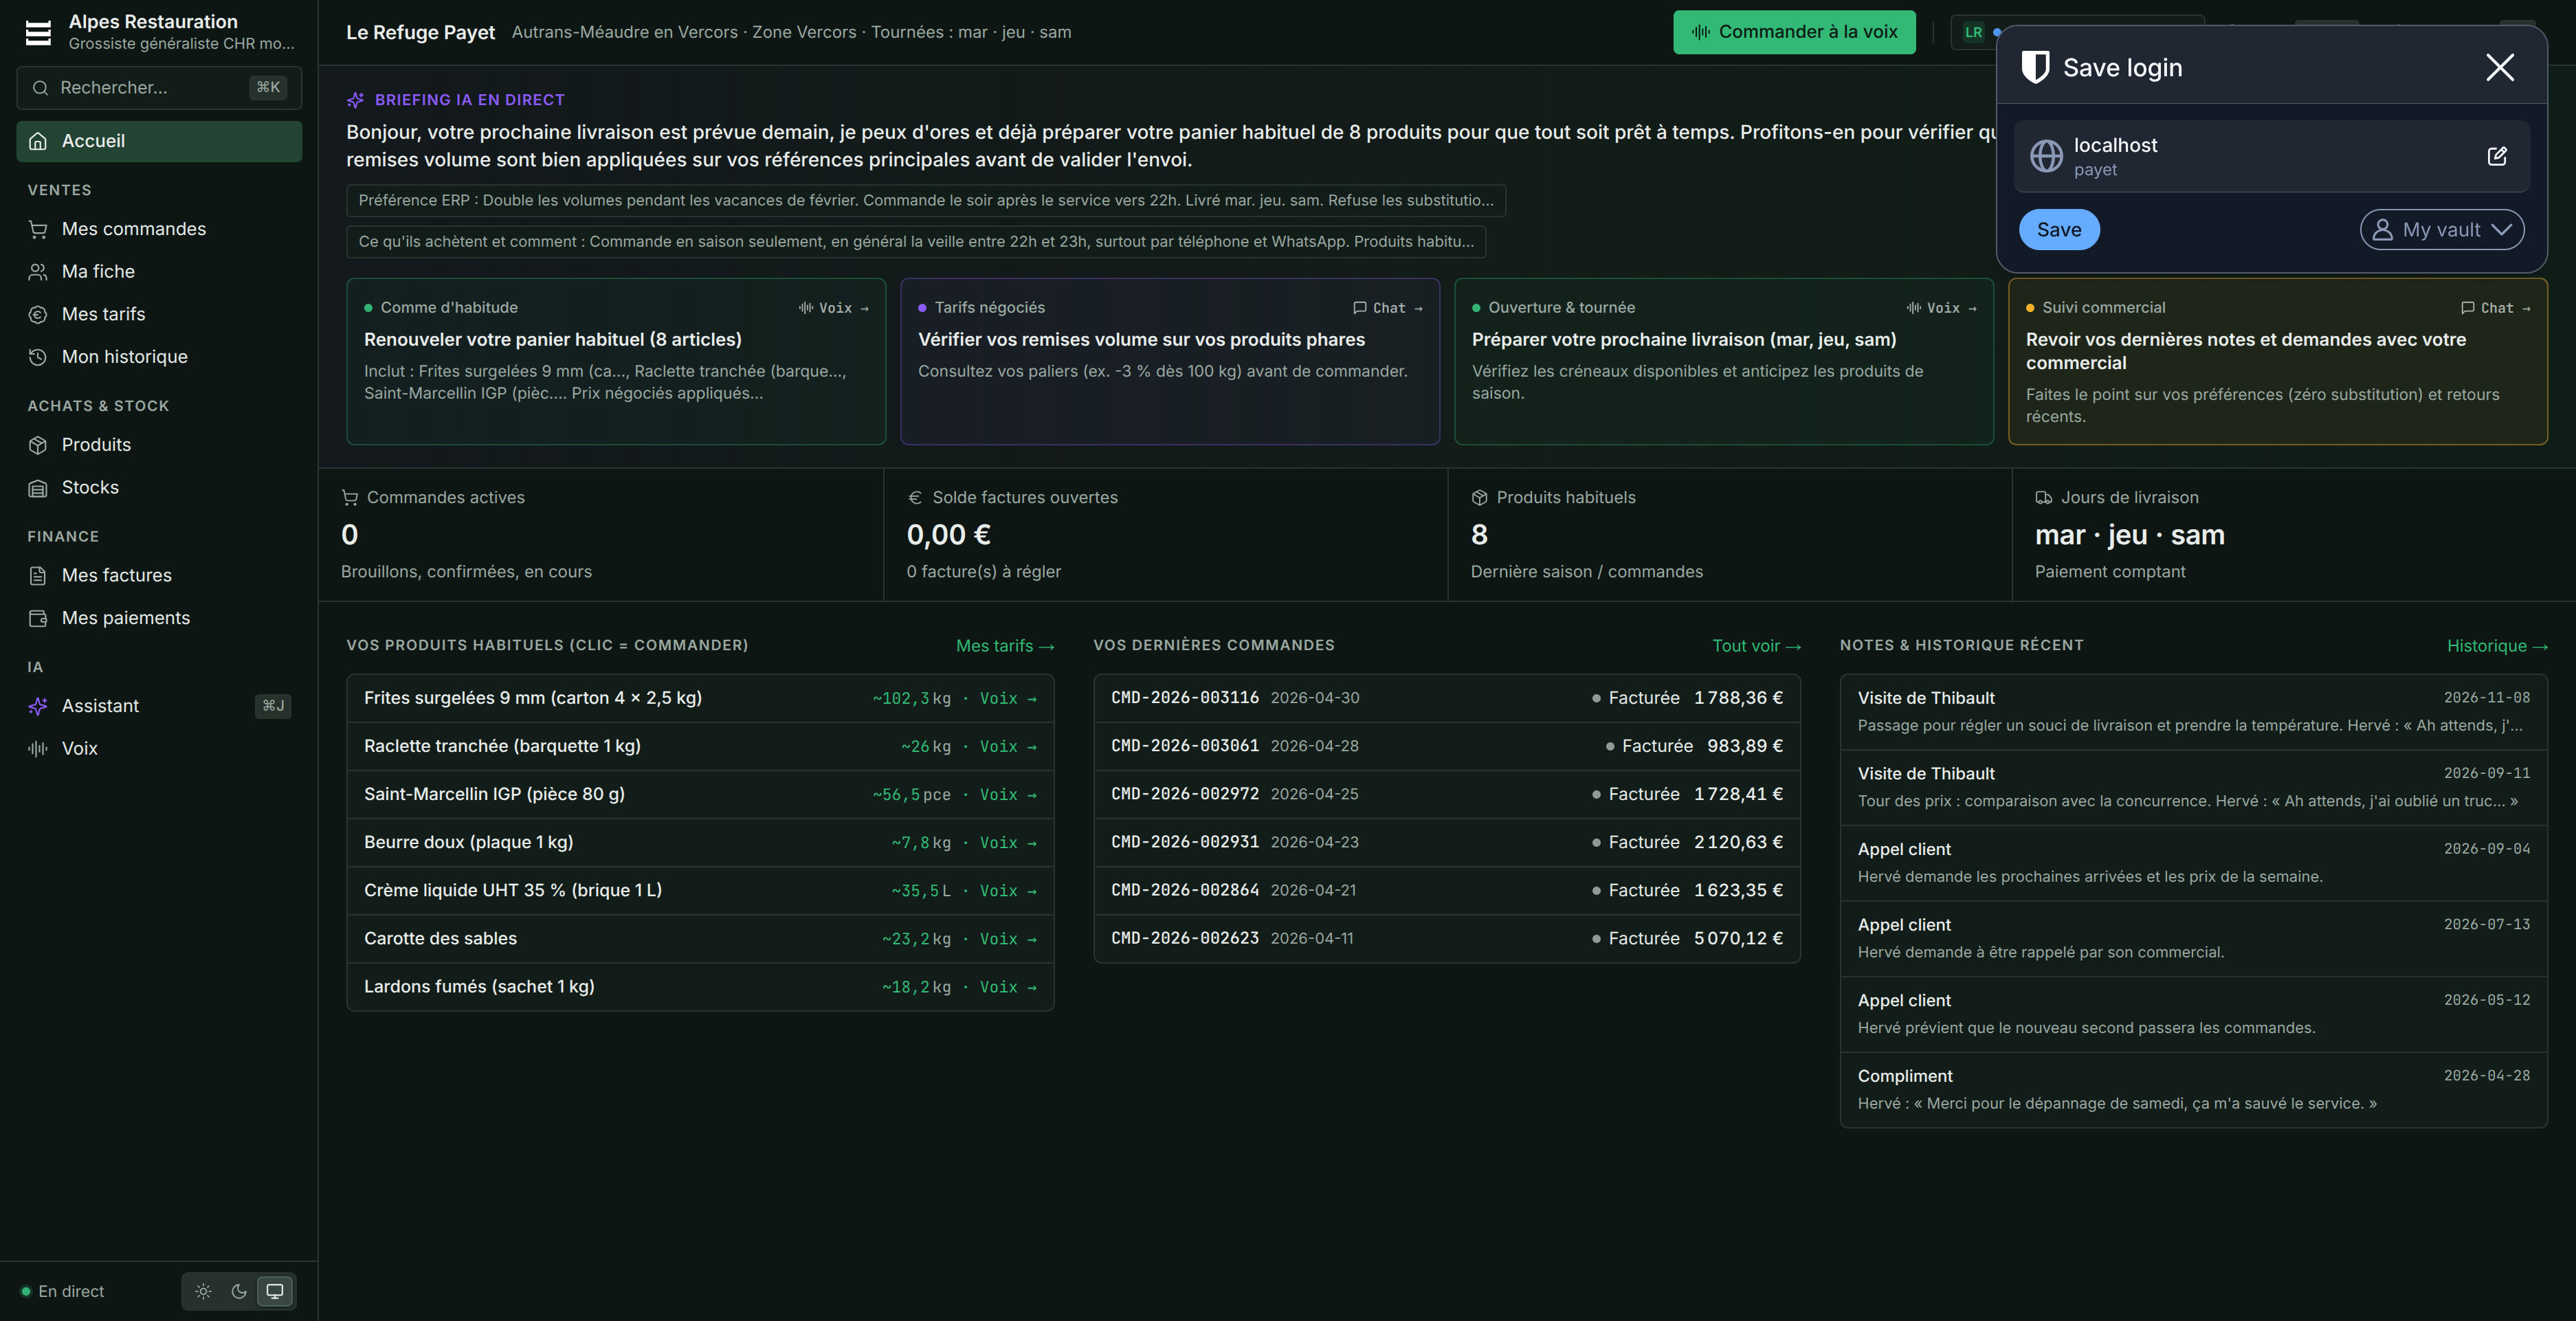 Alpes Restauration
Grossiste généraliste CHR mo...
Rechercher...
⌘K
Accueil
VENTES
Mes commandes
Ma fiche
Mes tarifs
Mon historique
ACHATS & STOCK
Produits
Stocks
FINANCE
Mes factures
Mes paiements
IA
Assistant
⌘J
Voix
En direct
Le Refuge Payet
Autrans-Méaudre en Vercors · Zone Vercors · Tournées : mar · jeu · sam
Commander à la voix
LR
BRIEFING IA EN DIRECT
Bonjour, votre prochaine livraison est prévue demain, je peux d'ores et déjà préparer votre panier habituel de 8 produits pour que tout soit prêt à temps. Profitons-en pour vérifier
remises volume sont bien appliquées sur vos références principales avant de valider l'envoi.
Préférence ERP : Double les volumes pendant les vacances de février. Commande le soir après le service vers 22h. Livré mar. jeu. sam. Refuse les substitutio...
Ce qu'ils achètent et comment : Commande en saison seulement, en général la veille entre 22h et 23h, surtout par téléphone et WhatsApp. Produits habitu...
Save login
localhost
payet
Save
My vault
Comme d'habitude
Voix →
Renouveler votre panier habituel (8 articles)
Inclut : Frites surgelées 9 mm (ca..., Raclette tranchée (barque...,
Saint-Marcellin IGP (pièc.... Prix négociés appliqués...
Tarifs négociés
Chat →
Vérifier vos remises volume sur vos produits phares
Consultez vos paliers (ex. -3 % dès 100 kg) avant de commander.
Ouverture & tournée
Voix →
Préparer votre prochaine livraison (mar, jeu, sam)
Vérifiez les créneaux disponibles et anticipez les produits de
saison.
Suivi commercial
Chat →
Revoir vos dernières notes et demandes avec votre
commercial
Faites le point sur vos préférences (zéro substitution) et retours
récents.
Commandes actives
0
Brouillons, confirmées, en cours
Solde factures ouvertes
0,00 €
0 facture(s) à régler
Produits habituels
8
Dernière saison / commandes
Jours de livraison
mar · jeu · sam
Paiement comptant
VOS PRODUITS HABITUELS (CLIC = COMMANDER)
Mes tarifs →
Frites surgelées 9 mm (carton 4 × 2,5 kg) ~102,3 kg · Voix →
Raclette tranchée (barquette 1 kg) ~26 kg · Voix →
Saint-Marcellin IGP (pièce 80 g) ~56,5 pce · Voix →
Beurre doux (plaque 1 kg) ~7,8 kg · Voix →
Crème liquide UHT 35 % (brique 1 L) ~35,5 L · Voix →
Carotte des sables ~23,2 kg · Voix →
Lardons fumés (sachet 1 kg) ~18,2 kg · Voix →
VOS DERNIÈRES COMMANDES
Tout voir →
CMD-2026-003116 2026-04-30 Facturée 1 788,36 €
CMD-2026-003061 2026-04-28 Facturée 983,89 €
CMD-2026-002972 2026-04-25 Facturée 1 728,41 €
CMD-2026-002931 2026-04-23 Facturée 2 120,63 €
CMD-2026-002864 2026-04-21 Facturée 1 623,35 €
CMD-2026-002623 2026-04-11 Facturée 5 070,12 €
NOTES & HISTORIQUE RÉCENT
Historique →
Visite de Thibault 2026-11-08
Passage pour régler un souci de livraison et prendre la température. Hervé : « Ah attends, j'...
Visite de Thibault 2026-09-11
Tour des prix : comparaison avec la concurrence. Hervé : « Ah attends, j'ai oublié un truc... »
Appel client 2026-09-04
Hervé demande les prochaines arrivées et les prix de la semaine.
Appel client 2026-07-13
Hervé demande à être rappelé par son commercial.
Appel client 2026-05-12
Hervé prévient que le nouveau second passera les commandes.
Compliment 2026-04-28
Hervé : « Merci pour le dépannage de samedi, ça m'a sauvé le service. »